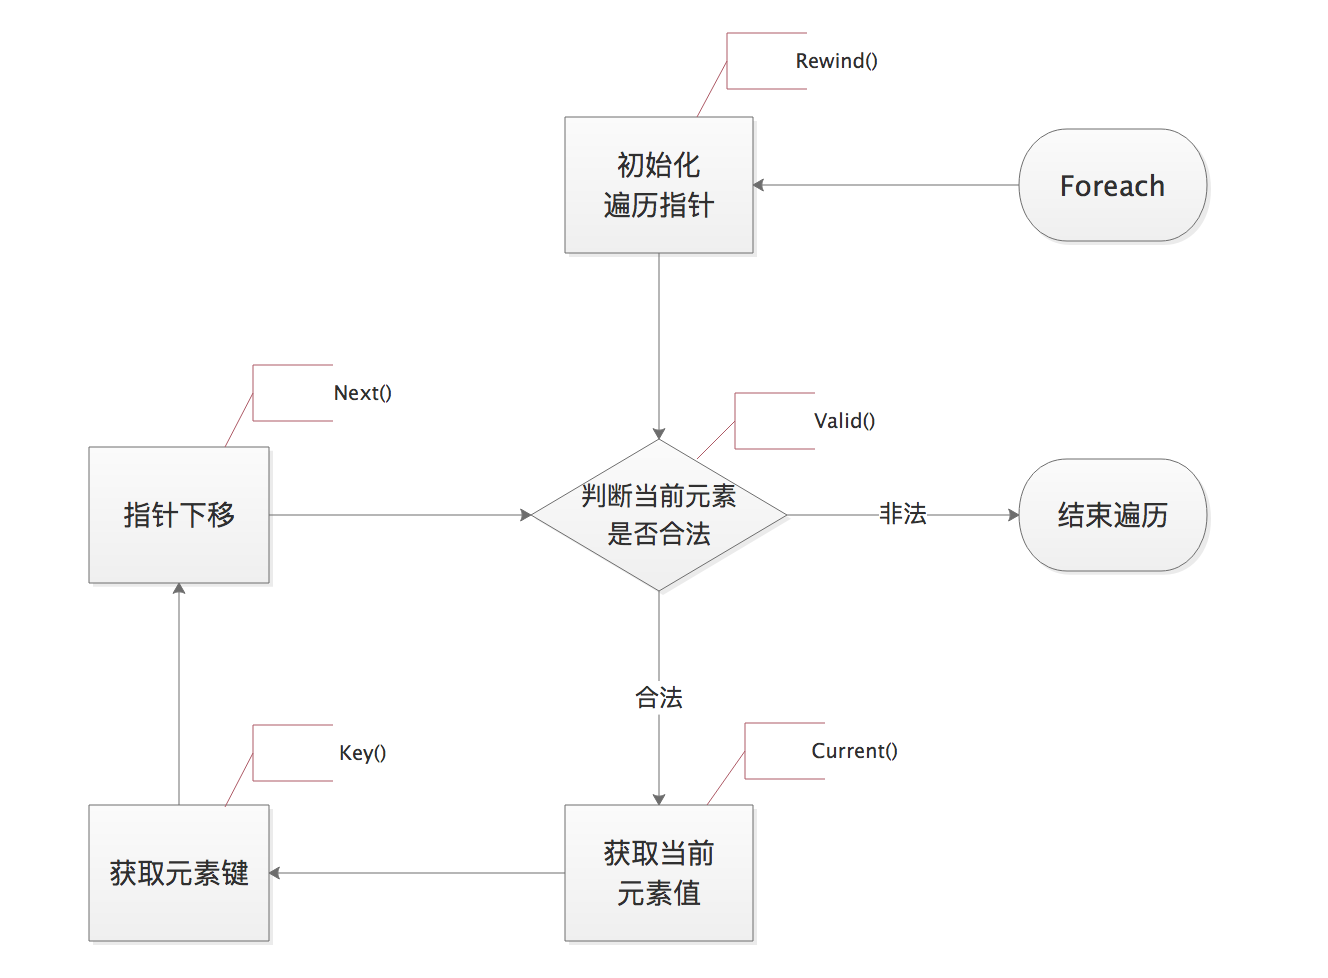 Rewind()
初始化
遍历指针
Foreach
Next()
Valid()
指针下移
判断当前元素
是否合法
非法
结束遍历
合法
Key()
Current()
获取元素键
获取当前
元素值